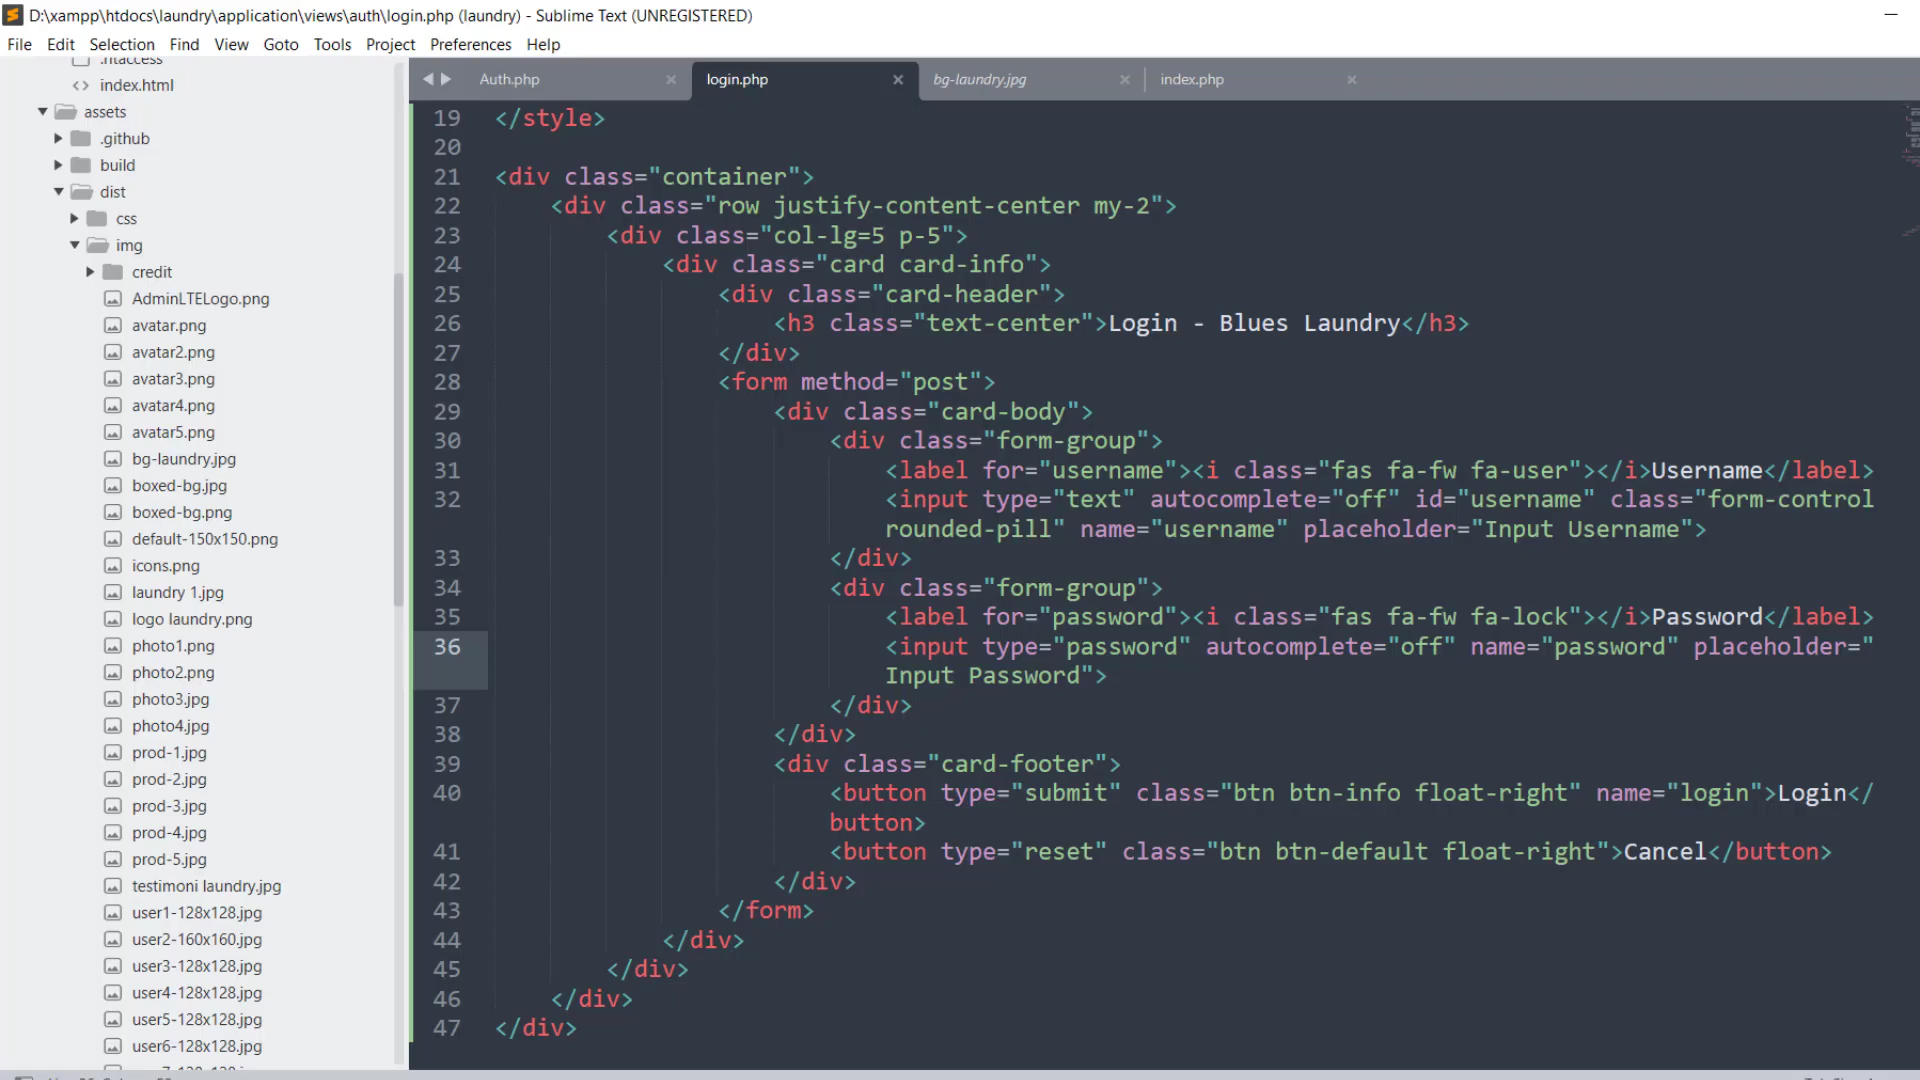 D:\xampp\htdocs\laundry\application\views\auth\login.php (laundry) - Sublime Text (UNREGISTERED)
File Edit Selection Find View Goto Tools Project Preferences Help
.htaccess
index.html
assets
.github
build
dist
css
img
credit
AdminLTELogo.png
avatar.png
avatar2.png
avatar3.png
avatar4.png
avatar5.png
bg-laundry.jpg
boxed-bg.jpg
boxed-bg.png
default-150x150.png
icons.png
laundry 1.jpg
logo laundry.png
photo1.png
photo2.png
photo3.jpg
photo4.jpg
prod-1.jpg
prod-2.jpg
prod-3.jpg
prod-4.jpg
prod-5.jpg
testimoni laundry.jpg
user1-128x128.jpg
user2-160x160.jpg
user3-128x128.jpg
user4-128x128.jpg
user5-128x128.jpg
user6-128x128.jpg
Auth.php login.php bg-laundry.jpg index.php
19 </style>
20
21 <div class="container">
22 <div class="row justify-content-center my-2">
23 <div class="col-lg=5 p-5">
24 <div class="card card-info">
25 <div class="card-header">
26 <h3 class="text-center">Login - Blues Laundry</h3>
27 </div>
28 <form method="post">
29 <div class="card-body">
30 <div class="form-group">
31 <label for="username"><i class="fas fa-fw fa-user"></i>Username</label>
32 <input type="text" autocomplete="off" id="username" class="form-control
rounded-pill" name="username" placeholder="Input Username">
33 </div>
34 <div class="form-group">
35 <label for="password"><i class="fas fa-fw fa-lock"></i>Password</label>
36 <input type="password" autocomplete="off" name="password" placeholder="
Input Password">
37 </div>
38 </div>
39 <div class="card-footer">
40 <button type="submit" class="btn btn-info float-right" name="login">Login</
button>
41 <button type="reset" class="btn btn-default float-right">Cancel</button>
42 </div>
43 </form>
44 </div>
45 </div>
46 </div>
47 </div>